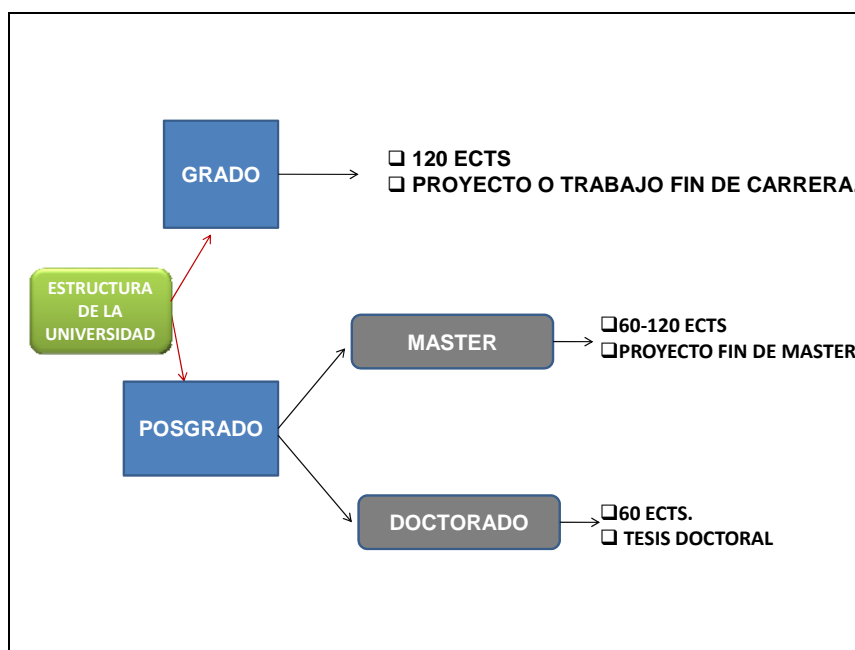 GRADO
❑ 120 ECTS
❑ PROYECTO O TRABAJO FIN DE CARRERA.
ESTRUCTURA
DE LA
UNIVERSIDAD
MASTER
❑60-120 ECTS
❑PROYECTO FIN DE MASTER
POSGRADO
DOCTORADO
❑60 ECTS.
❑ TESIS DOCTORAL